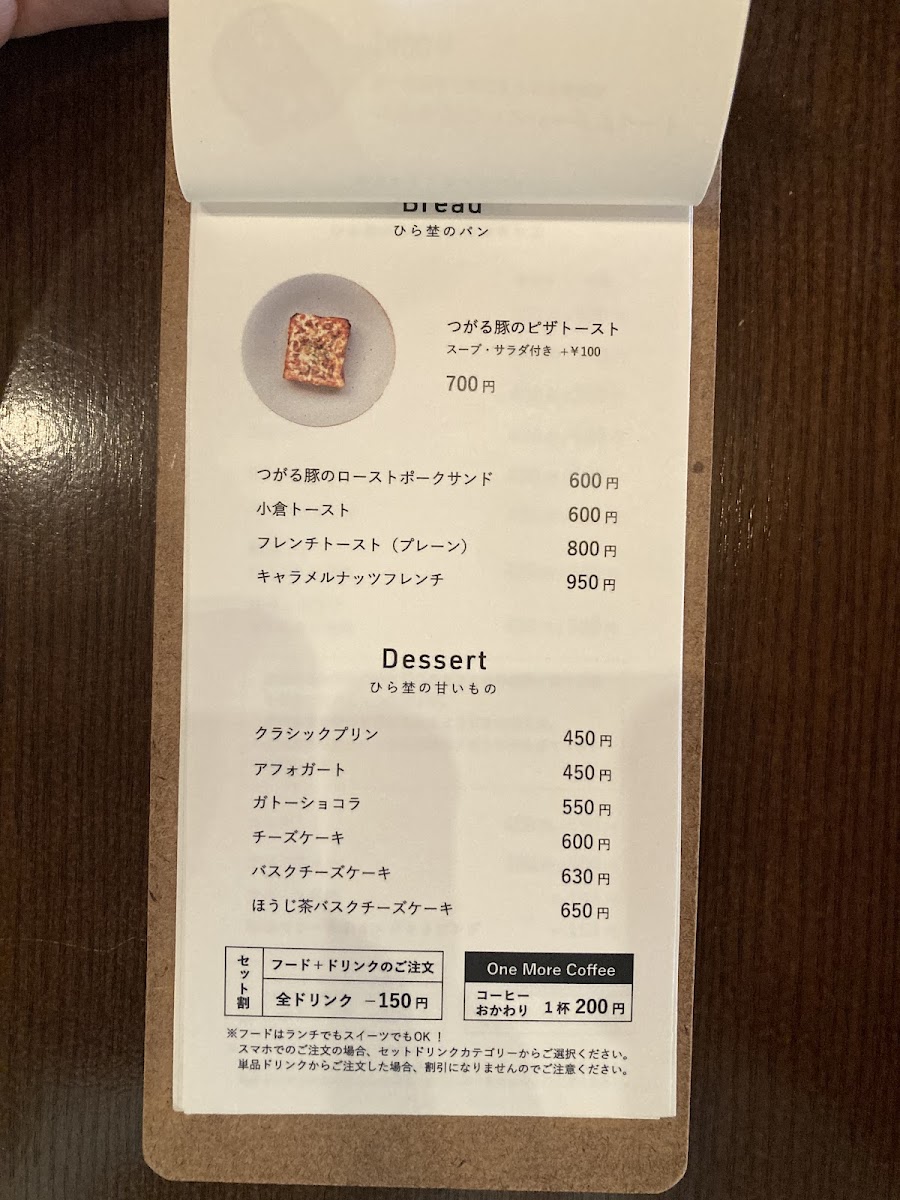 Bread
ひら埜のパン
つがる豚のピザトースト
スープ・サラダ付き +¥100
700円
つがる豚のローストポークサンド 600円
小倉トースト 600円
フレンチトースト（プレーン） 800円
キャラメルナッツフレンチ 950円
Dessert
ひら埜の甘いもの
クラシックプリン 450円
アフォガート 450円
ガトーショコラ 550円
チーズケーキ 600円
バスクチーズケーキ 630円
ほうじ茶バスクチーズケーキ 650円
セット割
フード＋ドリンクのご注文
全ドリンク －150円
One More Coffee
コーヒーおかわり 1杯 200円
※フードはランチでもスイーツでもOK！
スマホでのご注文の場合、セットドリンクカテゴリーからご選択ください。
単品ドリンクからご注文した場合、割引になりませんのでご注意ください。